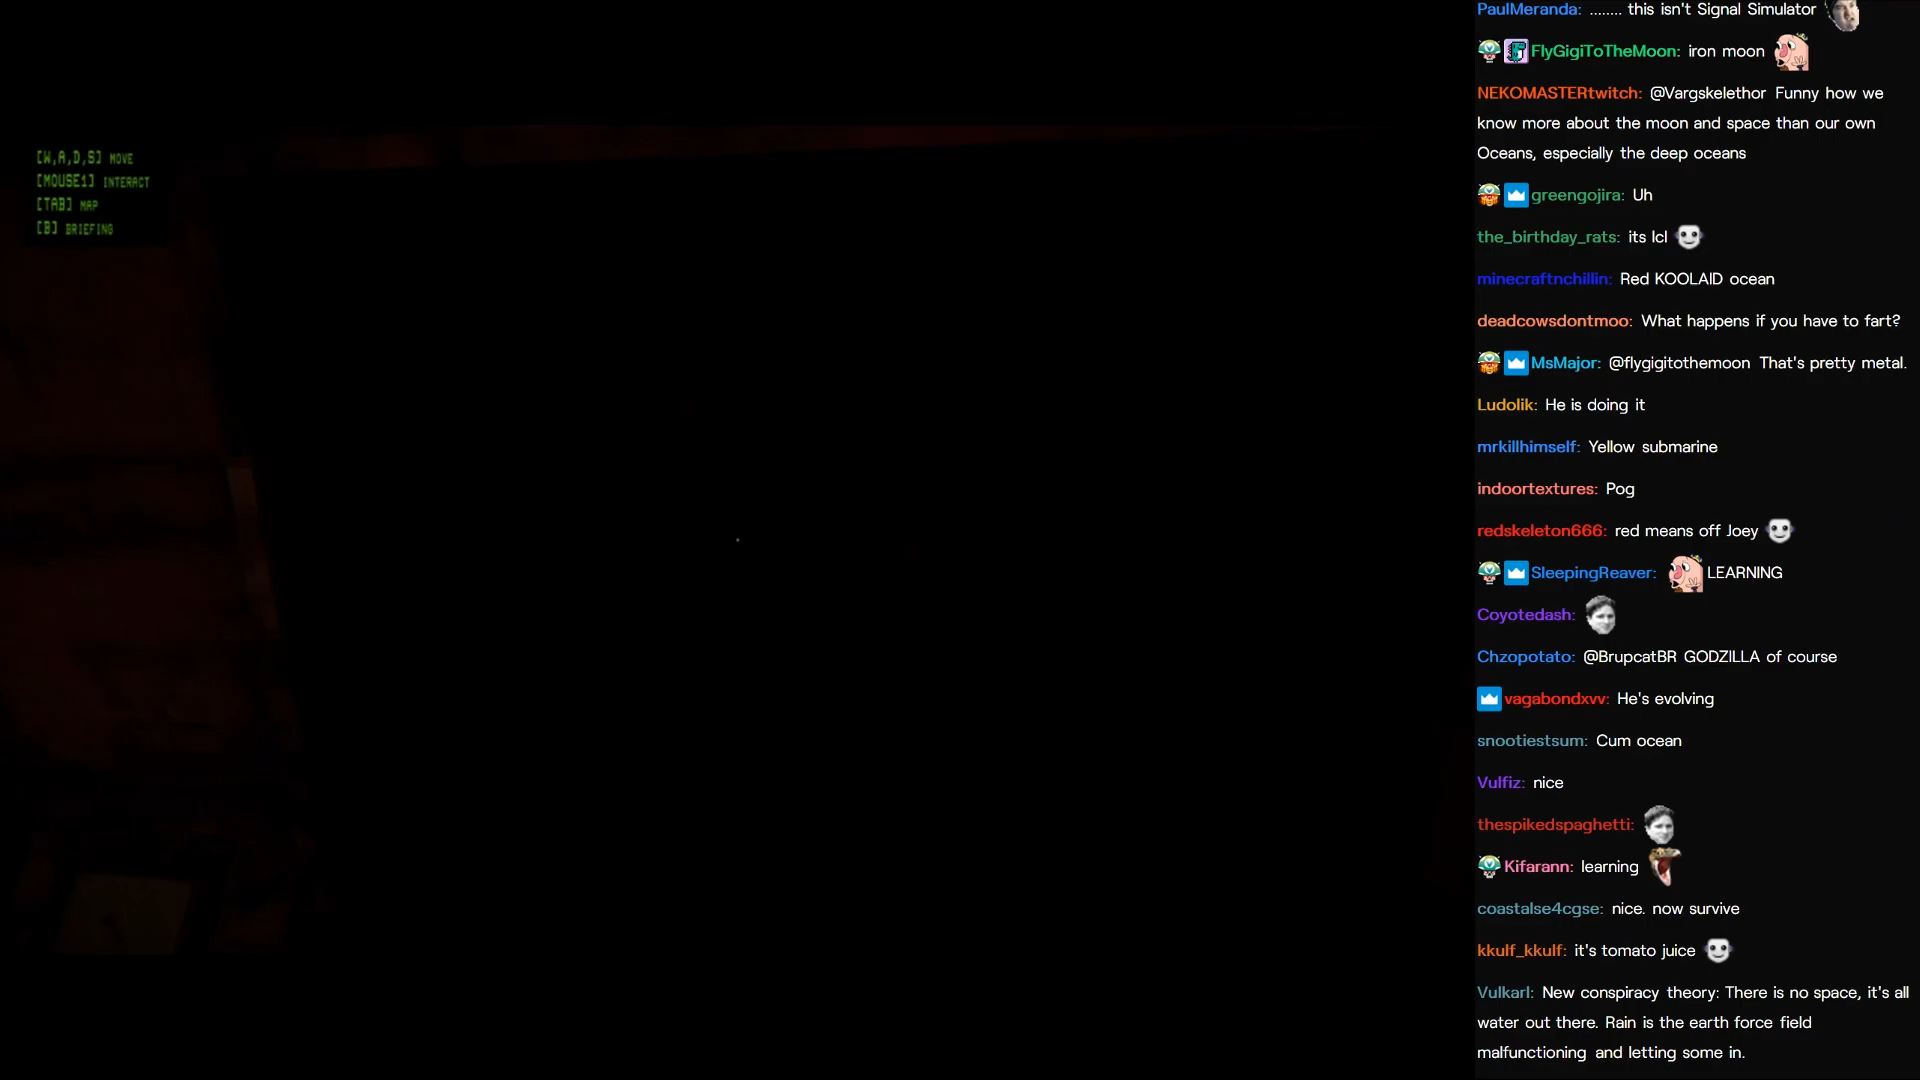 [W,A,D,S] MOVE
[MOUSE1] INTERACT
[TAB] MAP
[B] BRIEFING
PaulMeranda: ........ this isn't Signal Simulator
FlyGigiToTheMoon: iron moon
NEKOMASTERtwitch: @Vargskelethor Funny how we
know more about the moon and space than our own
Oceans, especially the deep oceans
greengojira: Uh
the_birthday_rats: its lcl
minecraftnchillin: Red KOOLAID ocean
deadcowsdontmoo: What happens if you have to fart?
MsMajor: @flygigitothemoon That's pretty metal.
Ludolik: He is doing it
mrkillhimself: Yellow submarine
indoortextures: Pog
redskeleton666: red means off Joey
SleepingReaver: LEARNING
Coyotedash:
Chzopotato: @BrupcatBR GODZILLA of course
vagabondxvv: He's evolving
snootiestsum: Cum ocean
Vulfiz: nice
thespikedspaghetti:
Kifarann: learning
coastalse4cgse: nice. now survive
kkulf_kkulf: it's tomato juice
Vulkarl: New conspiracy theory: There is no space, it's all
water out there. Rain is the earth force field
malfunctioning and letting some in.